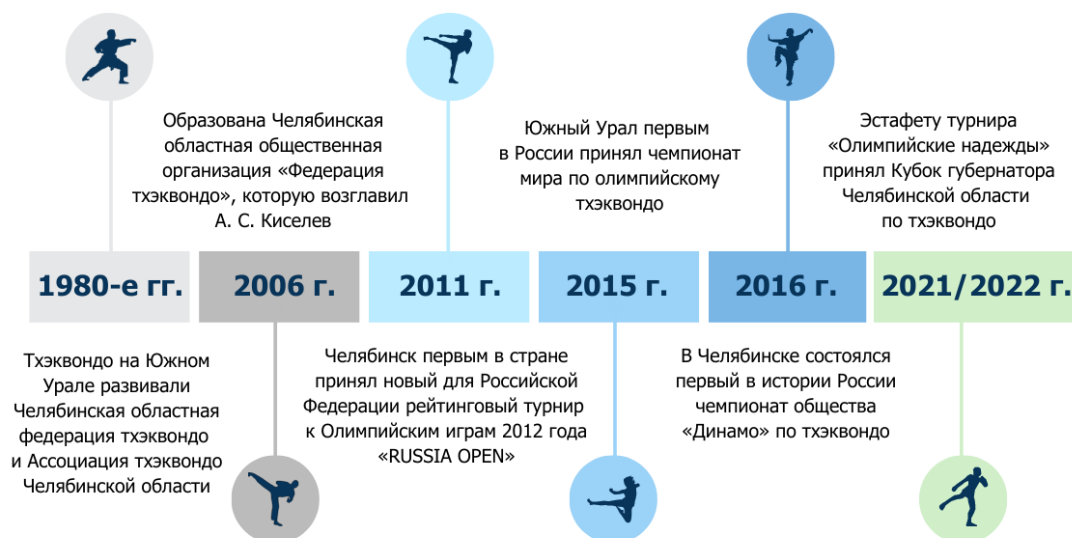 Образована Челябинская
областная общественная
организация «Федерация
тхэквондо», которую возглавил
А. С. Киселев
Южный Урал первым
в России принял чемпионат
мира по олимпийскому
тхэквондо
Эстафету турнира
«Олимпийские надежды»
принял Кубок губернатора
Челябинской области
по тхэквондо
1980-е гг.
2006 г.
2011 г.
2015 г.
2016 г.
2021/2022 г.
Тхэквондо на Южном
Урале развивали
Челябинская областная
федерация тхэквондо
и Ассоциация тхэквондо
Челябинской области
Челябинск первым в стране
принял новый для Российской
Федерации рейтинговый турнир
к Олимпийским играм 2012 года
«RUSSIA OPEN»
В Челябинске состоялся
первый в истории России
чемпионат общества
«Динамо» по тхэквондо